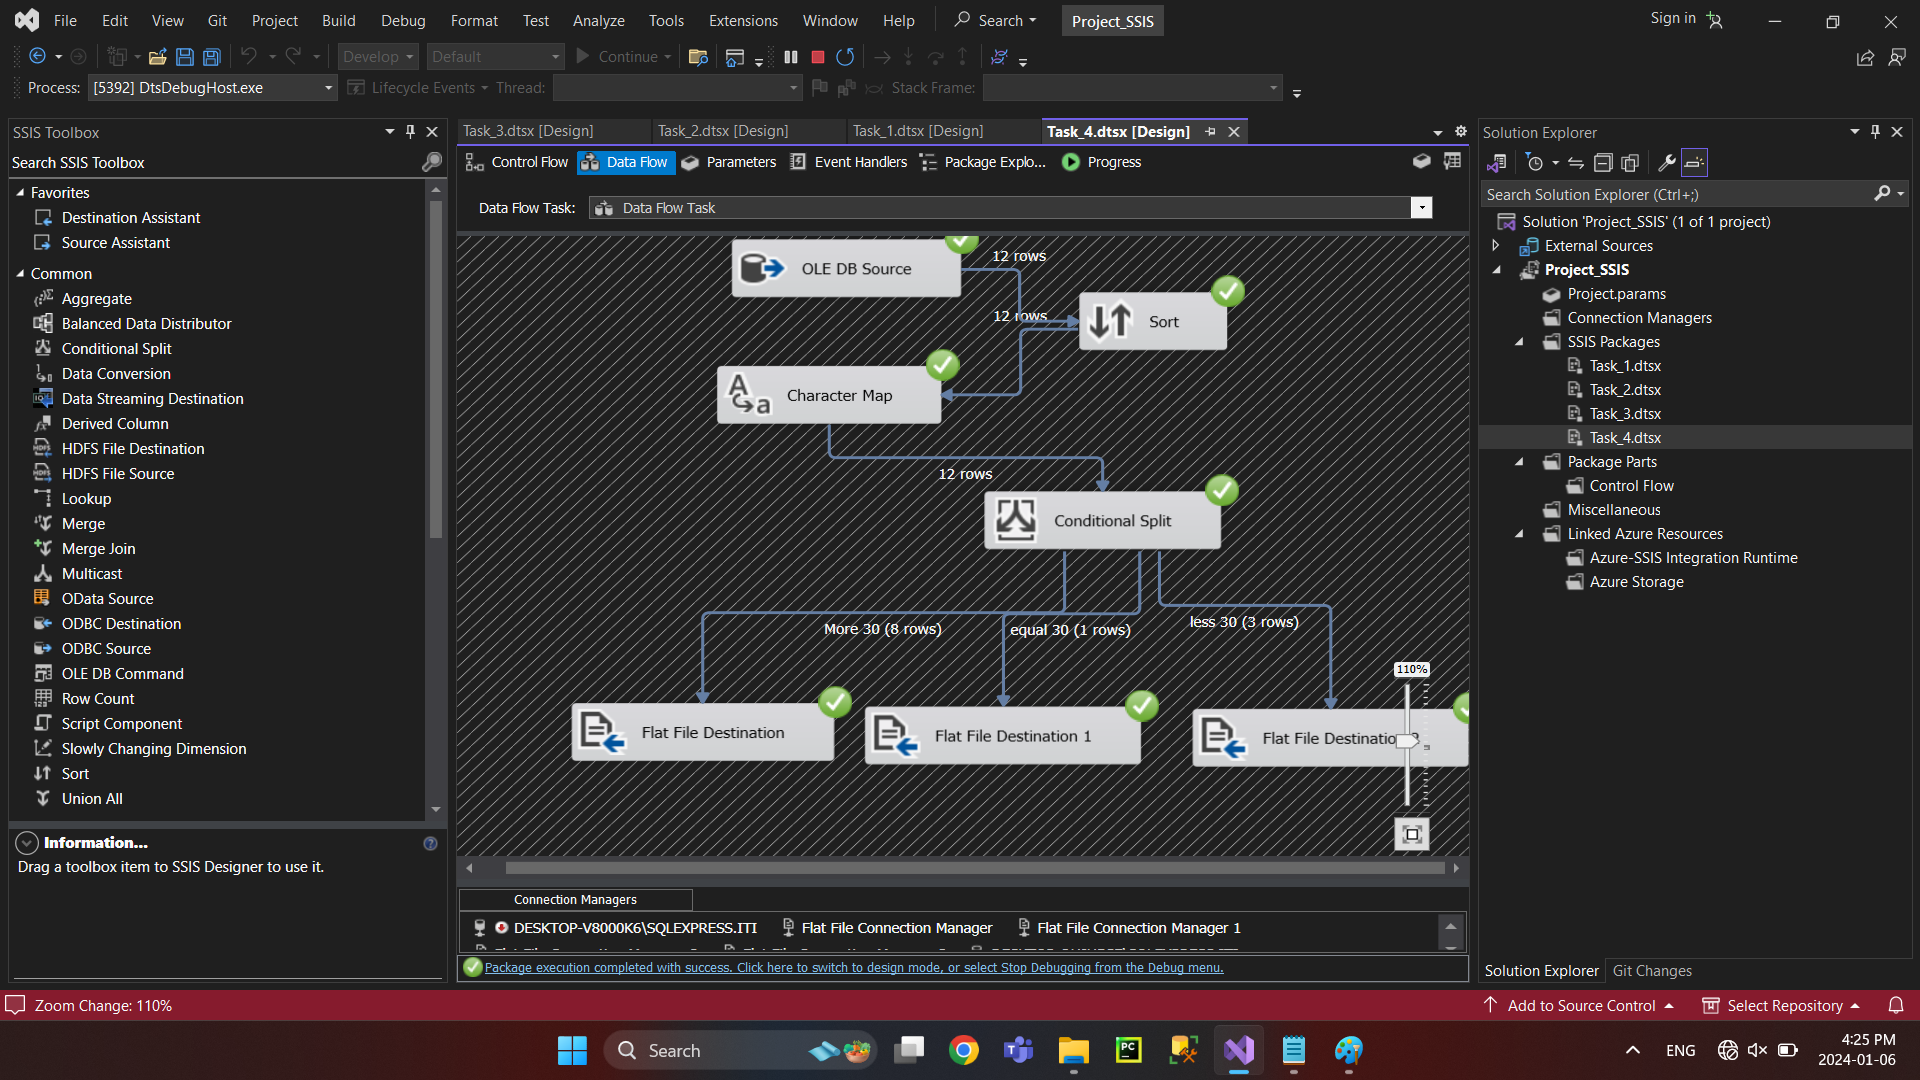 File Edit View Git Project Build Debug Format Test Analyze Tools Extensions Window Help Search Project_SSIS Sign in
Develop Default Continue
Process: [5392] DtsDebugHost.exe Lifecycle Events Thread: Stack Frame:
SSIS Toolbox
Search SSIS Toolbox
Favorites
Destination Assistant
Source Assistant
Common
Aggregate
Balanced Data Distributor
Conditional Split
Data Conversion
Data Streaming Destination
Derived Column
HDFS File Destination
HDFS File Source
Lookup
Merge
Merge Join
Multicast
OData Source
ODBC Destination
ODBC Source
OLE DB Command
Row Count
Script Component
Slowly Changing Dimension
Sort
Union All
Information...
Drag a toolbox item to SSIS Designer to use it.
Task_3.dtsx [Design] Task_2.dtsx [Design] Task_1.dtsx [Design] Task_4.dtsx [Design]
Control Flow Data Flow Parameters Event Handlers Package Explo... Progress
Data Flow Task: Data Flow Task
OLE DB Source
12 rows
12 rows
Sort
Character Map
12 rows
Conditional Split
More 30 (8 rows)
equal 30 (1 rows)
less 30 (3 rows)
110%
Flat File Destination
Flat File Destination 1
Flat File Destinatio
Connection Managers
DESKTOP-V8000K6\SQLEXPRESS.ITI Flat File Connection Manager Flat File Connection Manager 1
Package execution completed with success. Click here to switch to design mode, or select Stop Debugging from the Debug menu.
Solution Explorer
Search Solution Explorer (Ctrl+;)
Solution 'Project_SSIS' (1 of 1 project)
External Sources
Project_SSIS
Project.params
Connection Managers
SSIS Packages
Task_1.dtsx
Task_2.dtsx
Task_3.dtsx
Task_4.dtsx
Package Parts
Control Flow
Miscellaneous
Linked Azure Resources
Azure-SSIS Integration Runtime
Azure Storage
Solution Explorer Git Changes
Zoom Change: 110% Add to Source Control Select Repository
Search
PC
ENG
4:25 PM
2024-01-06